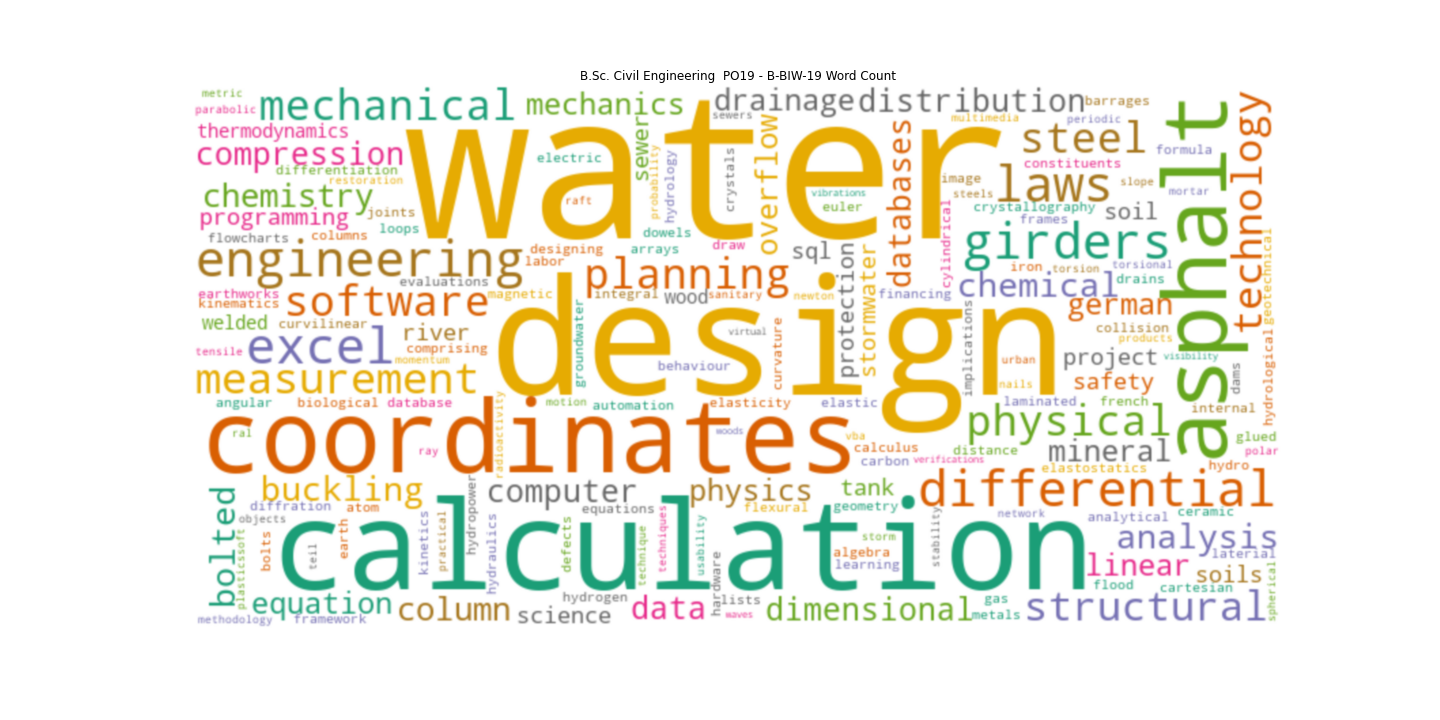 B.Sc. Civil Engineering  PO19 - B-BIW-19 Word Count
metric
parabolic
mechanical
mechanics
drainage
distribution
barrages
sewers
multimedia
periodic
thermodynamics
water
sewer
overflow
databases
steel
asphalt
technology
compression
differentiation
restoration
electric
probability
hydrology
crystals
constituents
formula
chemistry
programming
joints
loops
raft
vibrations
euler
image
steels
laws
slope
mortar
crystallography
frames
soil
flowcharts
columns
dowels
arrays
draw
sql
cylindrical
girders
engineering
designing
labor
planning
evaluations
protection
stormwater
iron
torsion
torsional
drains
chemical
geotechnical
earthworks
kinematics
software
magnetic
integral
wood
sanitary
newton
financing
german
welded
curvilinear
river
groundwater
virtual
design
implications
collision
products
tensile
excel
comprising
momentum
behaviour
curvature
urban
project
visibility
measurement
nails
safety
dams
hydrological
angular
biological
database
motion
automation
elasticity
elastic
laminated
french
internal
coordinates
ral
ray
radioactivity
woods
vba
calculus
carbon
verifications
distance
physical
mineral
glued
polar
elastostatics
hydro
buckling
hydropower
computer
physics
flexural
tank
geometry
differential
bolted
diffration
atom
objects
equations
network
analytical
ceramic
calculation
bolts
teil
earth
kinetics
practical
hydraulics
defects
technique
techniques
usability
storm
algebra
learning
stability
analysis
laterial
plasticssoft
linear
soils
hydrogen
hardware
lists
gas
flood
cartesian
spherical
equation
column
science
data
waves
dimensional
metals
structural
methodology
framework